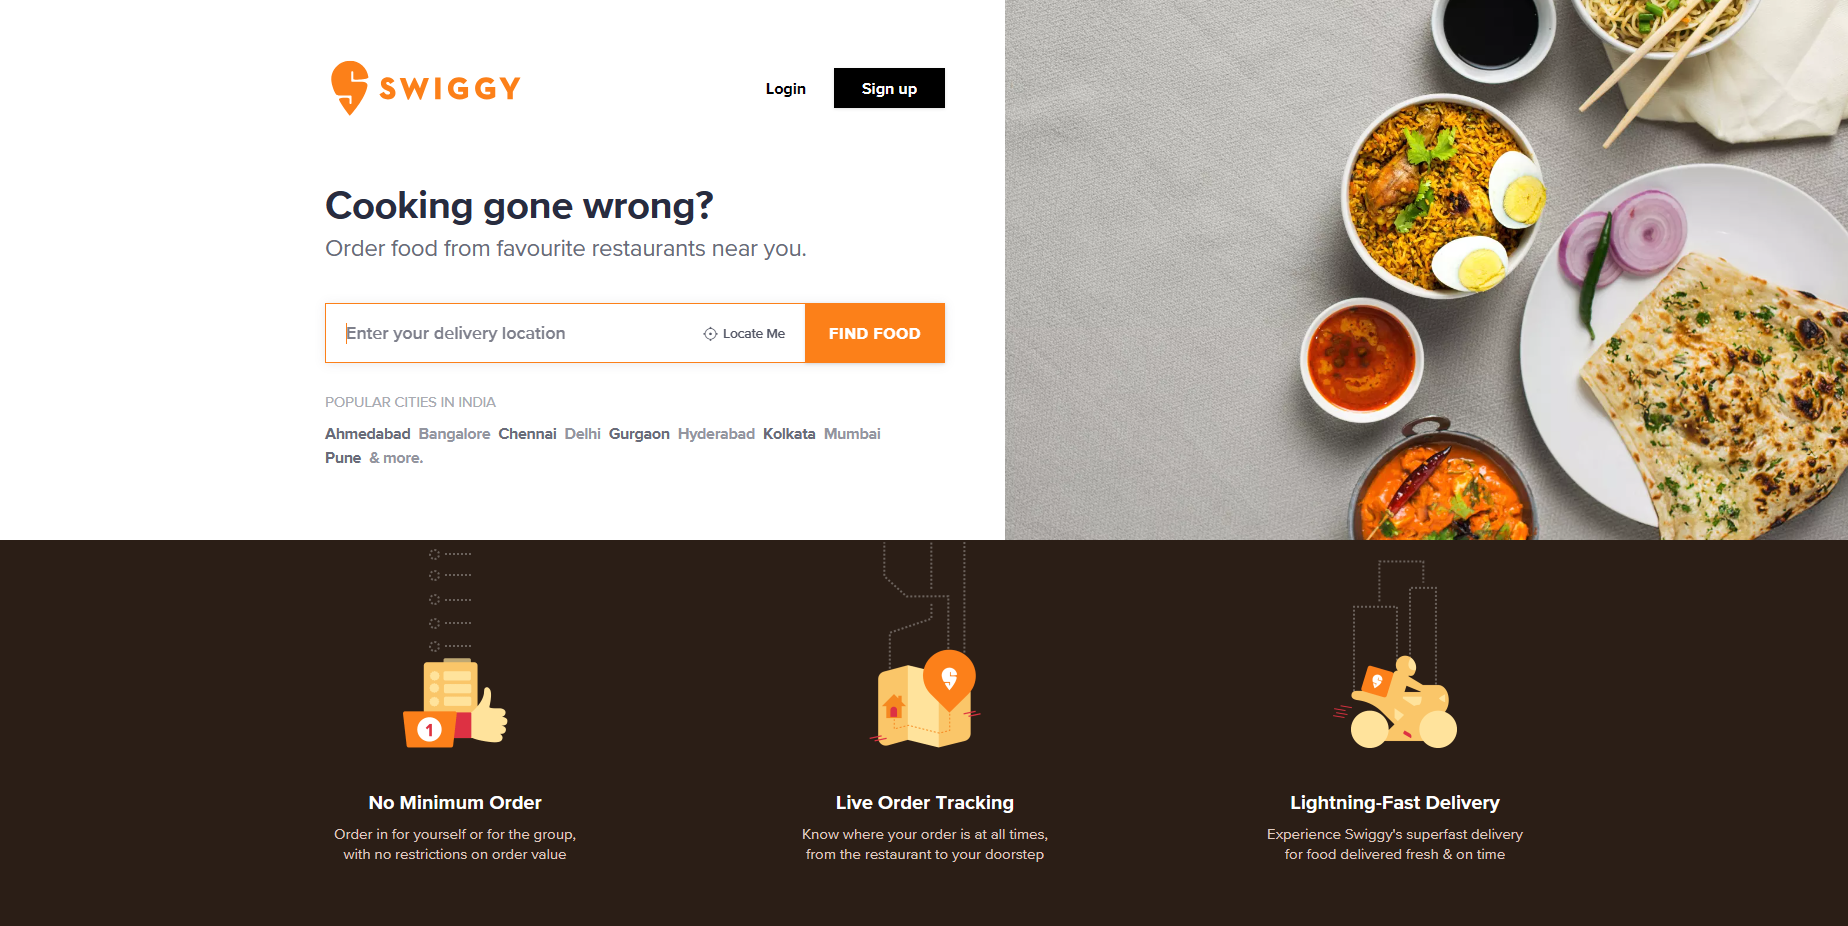 SWIGGY
Login
Sign up
Cooking gone wrong?
Order food from favourite restaurants near you.
Enter your delivery location
Locate Me
FIND FOOD
POPULAR CITIES IN INDIA
Ahmedabad Bangalore Chennai Delhi Gurgaon Hyderabad Kolkata Mumbai
Pune & more.
1
No Minimum Order
Order in for yourself or for the group,
with no restrictions on order value
Live Order Tracking
Know where your order is at all times,
from the restaurant to your doorstep
Lightning-Fast Delivery
Experience Swiggy's superfast delivery
for food delivered fresh & on time